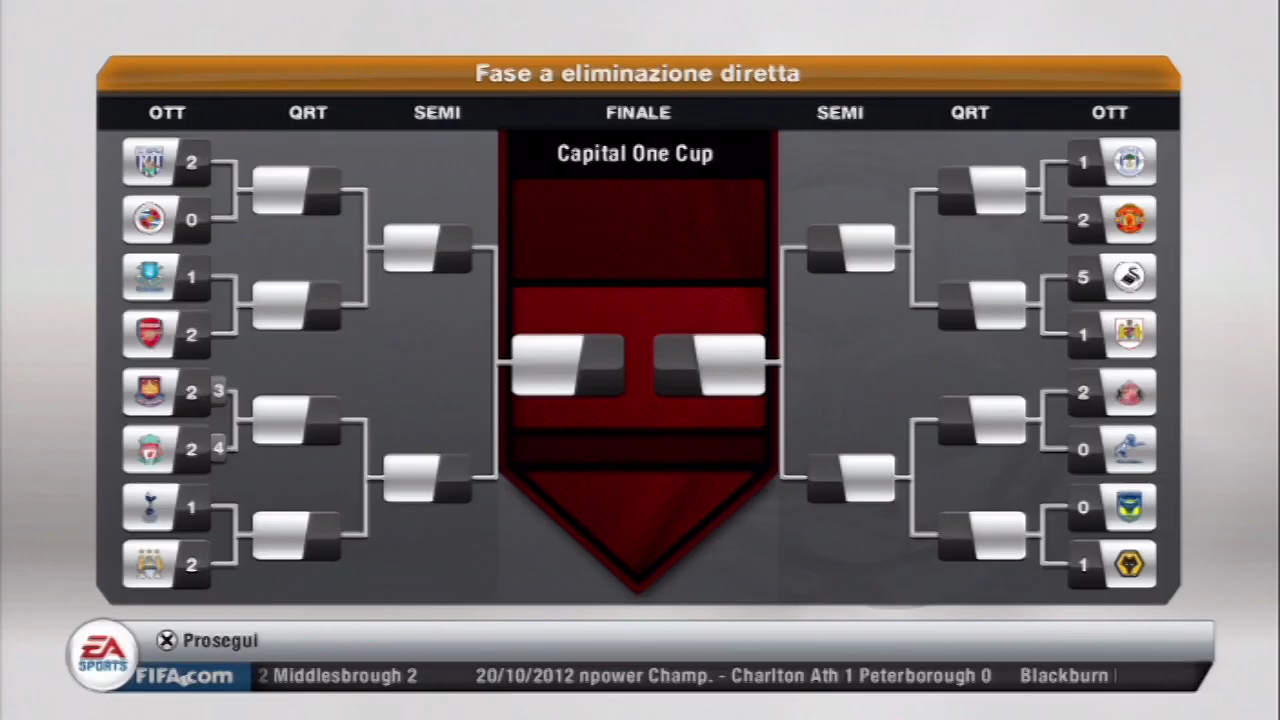 Fase a eliminazione diretta
OTT QRT SEMI FINALE SEMI QRT OTT
Capital One Cup
2 1
0 2
1 5
2 1
2 3 2
2 4 0
1 0
2 1
EA SPORTS
X Prosegui
FIFA.com 2 Middlesbrough 2 20/10/2012 npower Champ. - Charlton Ath 1 Peterborough 0 Blackburn